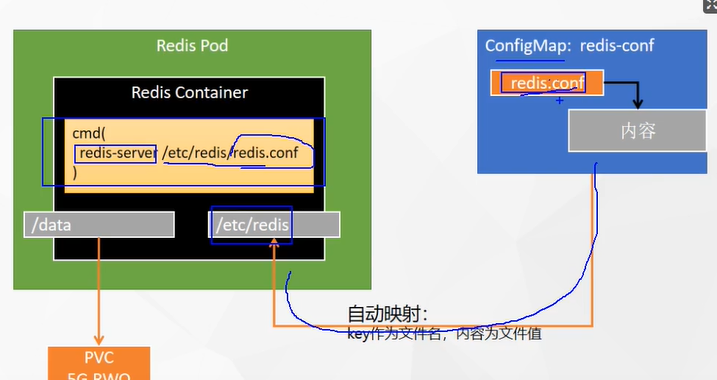 Redis Pod
Redis Container
cmd(
redis-server /etc/redis/redis.conf
)
/data
/etc/redis
PVC
5G RWO
ConfigMap: redis-conf
redis.conf
内容
自动映射：
key作为文件名，内容为文件值